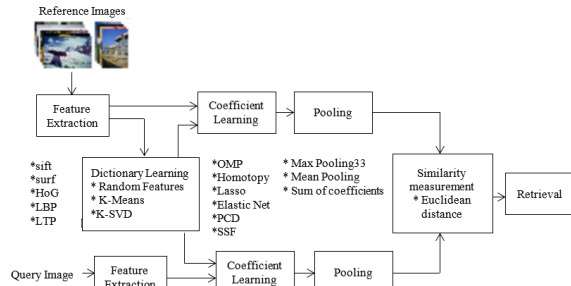 Reference Images
Feature
Extraction
Coefficient
Learning
Pooling
*sift
*surf
*HoG
*LBP
*LTP
Dictionary Learning
* Random Features
* K-Means
*K-SVD
*OMP
*Homotopy
*Lasso
*Elastic Net
*PCD
*SSF
* Max Pooling33
* Mean Pooling
* Sum of coefficients
Similarity
measurement
* Euclidean
distance
Retrieval
Query Image
Feature
Extraction
Coefficient
Learning
Pooling